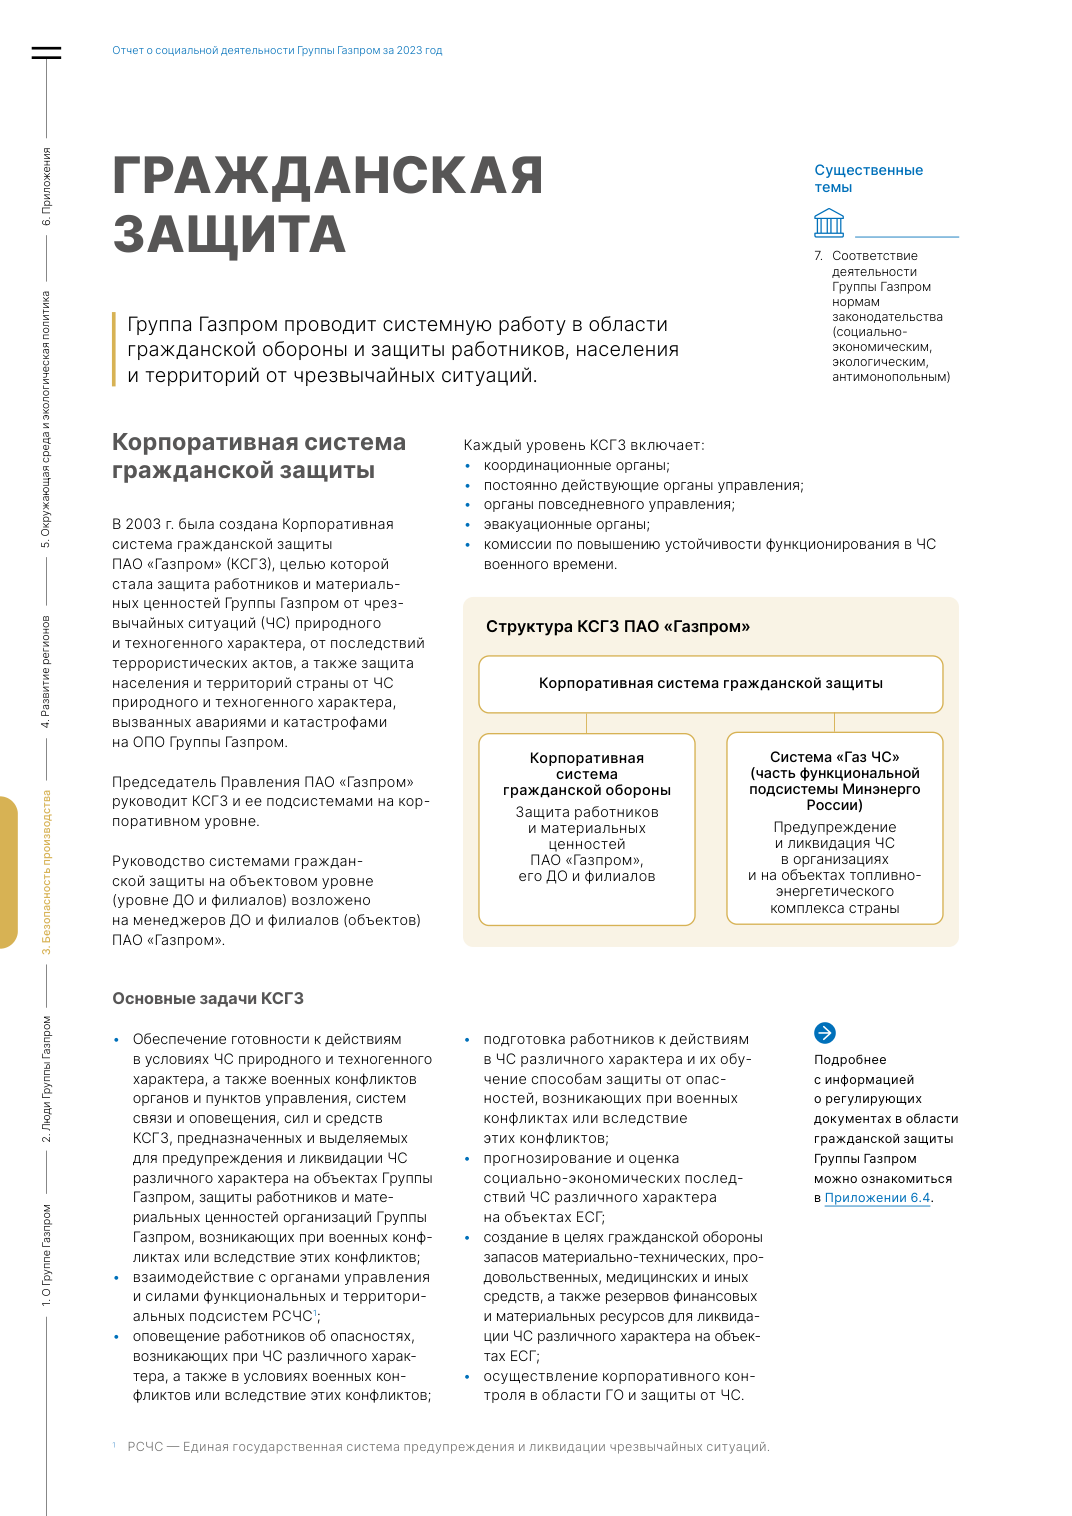 Отчет о социальной деятельности Группы Газпром за 2023 год
6. Приложения
5. Окружающая среда и экологическая политика
4. Развитие регионов
3. Безопасность производства
2. Люди Группы Газпром
1. О Группе Газпром
ГРАЖДАНСКАЯ
ЗАЩИТА
Существенные
темы
7. Соответствие
деятельности
Группы Газпром
нормам
законодательства
(социально-
экономическим,
экологическим,
антимонопольным)
Группа Газпром проводит системную работу в области
гражданской обороны и защиты работников, населения
и территорий от чрезвычайных ситуаций.
Корпоративная система
гражданской защиты
В 2003 г. была создана Корпоративная
система гражданской защиты
ПАО «Газпром» (КСГЗ), целью которой
стала защита работников и материаль-
ных ценностей Группы Газпром от чрез-
вычайных ситуаций (ЧС) природного
и техногенного характера, от последствий
террористических актов, а также защита
населения и территорий страны от ЧС
природного и техногенного характера,
вызванных авариями и катастрофами
на ОПО Группы Газпром.
Председатель Правления ПАО «Газпром»
руководит КСГЗ и ее подсистемами на кор-
поративном уровне.
Руководство системами граждан-
ской защиты на объектовом уровне
(уровне ДО и филиалов) возложено
на менеджеров ДО и филиалов (объектов)
ПАО «Газпром».
Каждый уровень КСГЗ включает:
• координационные органы;
• постоянно действующие органы управления;
• органы повседневного управления;
• эвакуационные органы;
• комиссии по повышению устойчивости функционирования в ЧС
военного времени.
Структура КСГЗ ПАО «Газпром»
Корпоративная система гражданской защиты
Корпоративная
система
гражданской обороны
Защита работников
и материальных
ценностей
ПАО «Газпром»,
его ДО и филиалов
Система «Газ ЧС»
(часть функциональной
подсистемы Минэнерго
России)
Предупреждение
и ликвидация ЧС
в организациях
и на объектах топливно-
энергетического
комплекса страны
Основные задачи КСГЗ
• Обеспечение готовности к действиям
в условиях ЧС природного и техногенного
характера, а также военных конфликтов
органов и пунктов управления, систем
связи и оповещения, сил и средств
КСГЗ, предназначенных и выделяемых
для предупреждения и ликвидации ЧС
различного характера на объектах Группы
Газпром, защиты работников и мате-
риальных ценностей организаций Группы
Газпром, возникающих при военных конф-
ликтах или вследствие этих конфликтов;
• взаимодействие с органами управления
и силами функциональных и территори-
альных подсистем РСЧС¹;
• оповещение работников об опасностях,
возникающих при ЧС различного харак-
тера, а также в условиях военных кон-
фликтов или вследствие этих конфликтов;
• подготовка работников к действиям
в ЧС различного характера и их обу-
чение способам защиты от опас-
ностей, возникающих при военных
конфликтах или вследствие
этих конфликтов;
• прогнозирование и оценка
социально-экономических послед-
ствий ЧС различного характера
на объектах ЕСГ;
• создание в целях гражданской обороны
запасов материально-технических, про-
довольственных, медицинских и иных
средств, а также резервов финансовых
и материальных ресурсов для ликвида-
ции ЧС различного характера на объек-
тах ЕСГ;
• осуществление корпоративного кон-
троля в области ГО и защиты от ЧС.
Подробнее
с информацией
о регулирующих
документах в области
гражданской защиты
Группы Газпром
можно ознакомиться
в Приложении 6.4.
¹ РСЧС — Единая государственная система предупреждения и ликвидации чрезвычайных ситуаций.